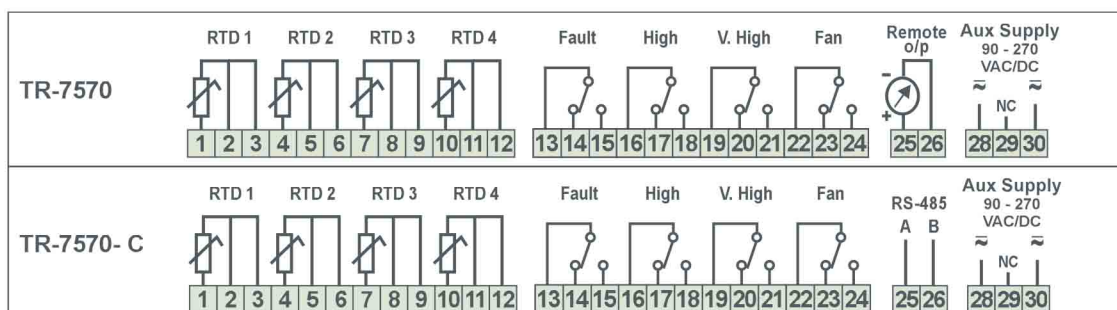 RTD 1 RTD 2 RTD 3 RTD 4 Fault High V. High Fan Remote o/p Aux Supply 90 - 270 VAC/DC
TR-7570
- + NC
1 2 3 4 5 6 7 8 9 10 11 12 13 14 15 16 17 18 19 20 21 22 23 24 25 26 28 29 30
RTD 1 RTD 2 RTD 3 RTD 4 Fault High V. High Fan RS-485 A B Aux Supply 90 - 270 VAC/DC
TR-7570- C
NC
1 2 3 4 5 6 7 8 9 10 11 12 13 14 15 16 17 18 19 20 21 22 23 24 25 26 28 29 30